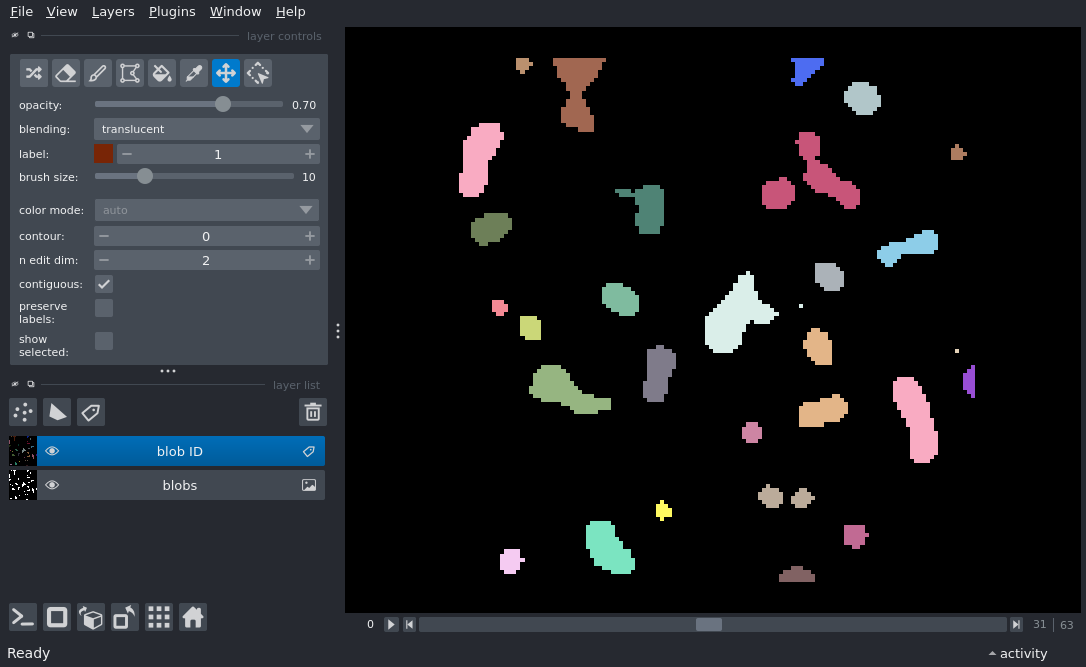 File View Layers Plugins Window Help
layer controls
opacity: 0.70
blending: translucent
label: 1
brush size: 10
color mode: auto
contour: 0
n edit dim: 2
contiguous:
preserve
labels:
show
selected:
layer list
blob ID
blobs
0 31 | 63
Ready activity